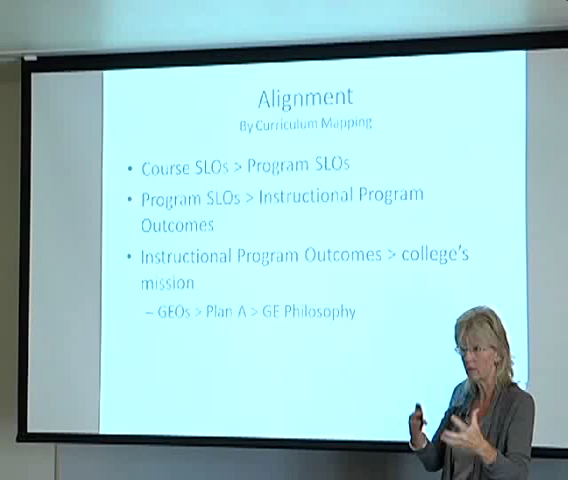 Alignment
By Curriculum Mapping
• Course SLOs > Program SLOs
• Program SLOs > Instructional Program
Outcomes
• Instructional Program Outcomes > college's
mission
– GEOs > Plan A > GE Philosophy